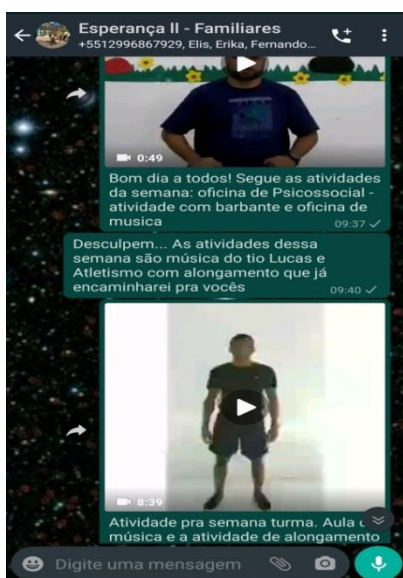 Esperança II - Familiares
+5512996867929, Elis, Erika, Fernando...
0:49
Bom dia a todos! Segue as atividades
da semana: oficina de Psicossocial -
atividade com barbante e oficina de
musica
09:37
Desculpem... As atividades dessa
semana são música do tio Lucas e
Atletismo com alongamento que já
encaminharei pra vocês
09:40
8:39
Atividade pra semana turma. Aula
música e a atividade de alongamento
Digite uma mensagem